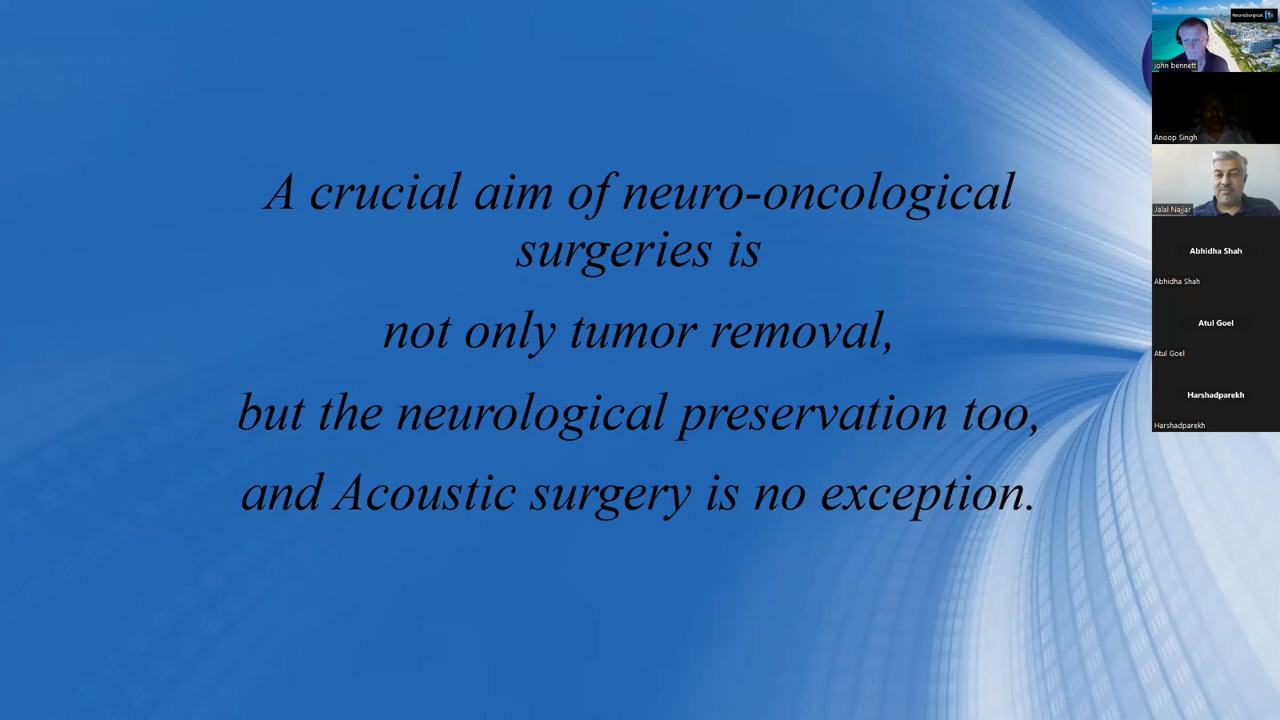 A crucial aim of neuro-oncological
surgeries is
not only tumor removal,
but the neurological preservation too,
and Acoustic surgery is no exception.
NeuroSurgical
john bennett
Anoop Singh
Jalal Najjar
Abhidha Shah
Abhidha Shah
Atul Goel
Atul Goel
Harshadparekh
Harshadparekh